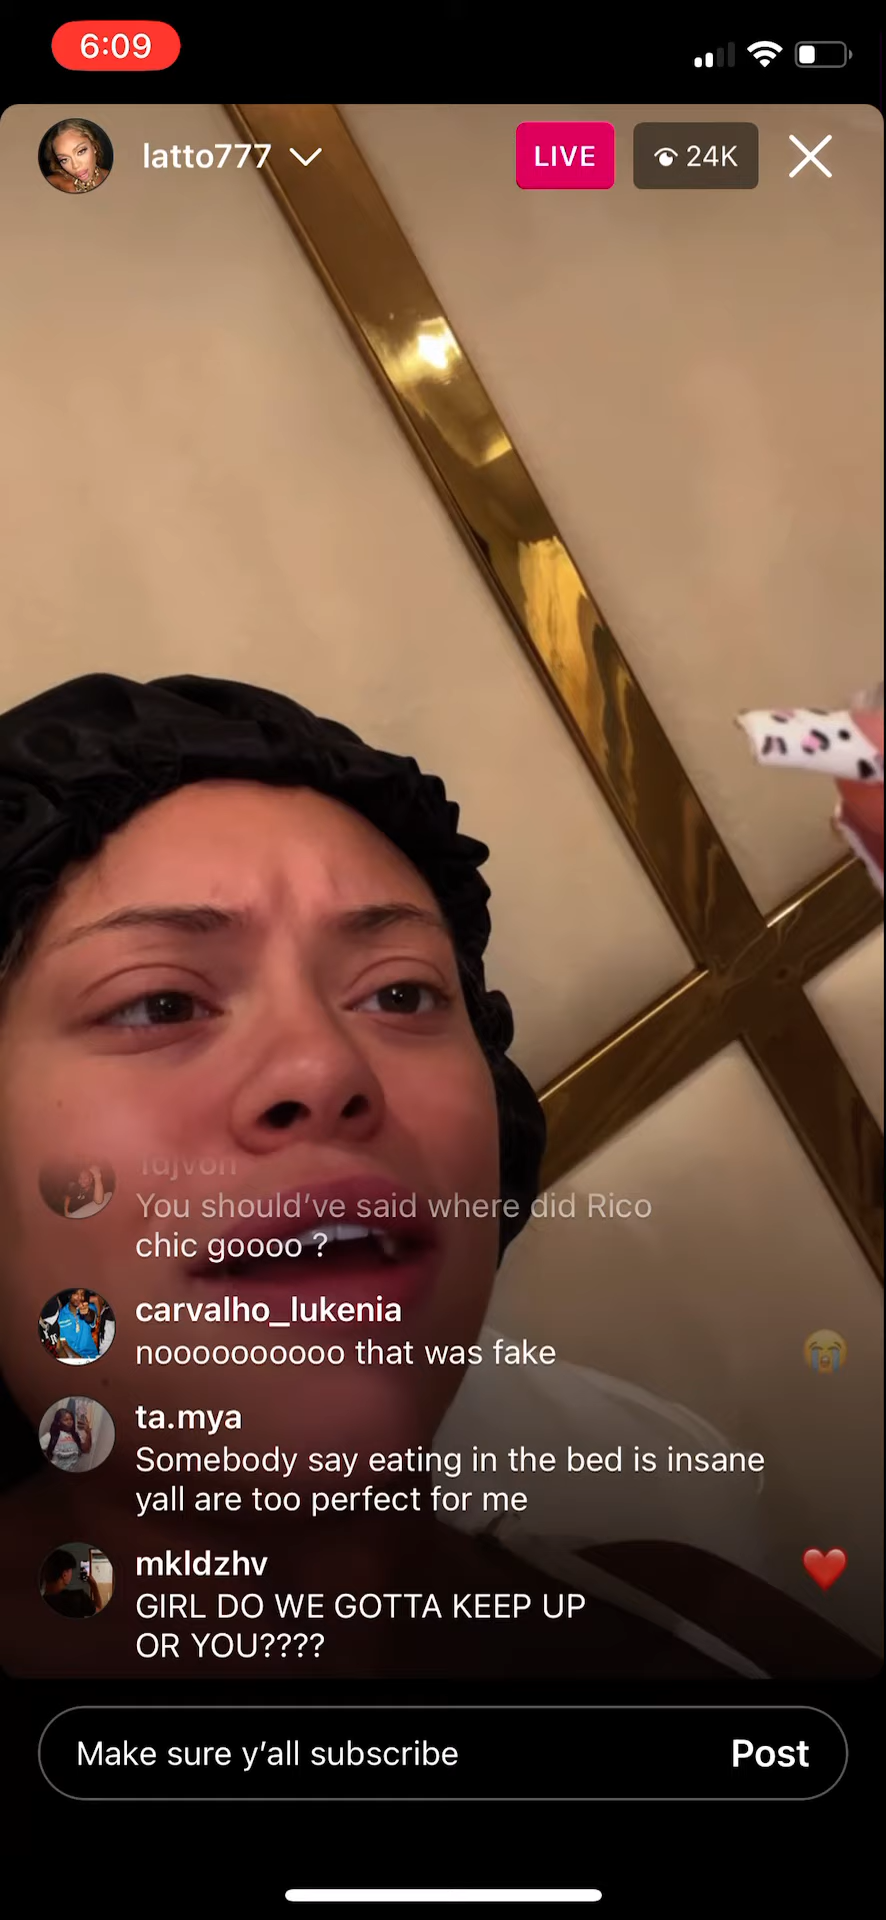 6:09
latto777
LIVE
24K
You should've said where did Rico
chic goooo ?
carvalho_lukenia
noooooooooo that was fake
ta.mya
Somebody say eating in the bed is insane
yall are too perfect for me
mkldzhv
GIRL DO WE GOTTA KEEP UP
OR YOU????
Make sure y'all subscribe
Post